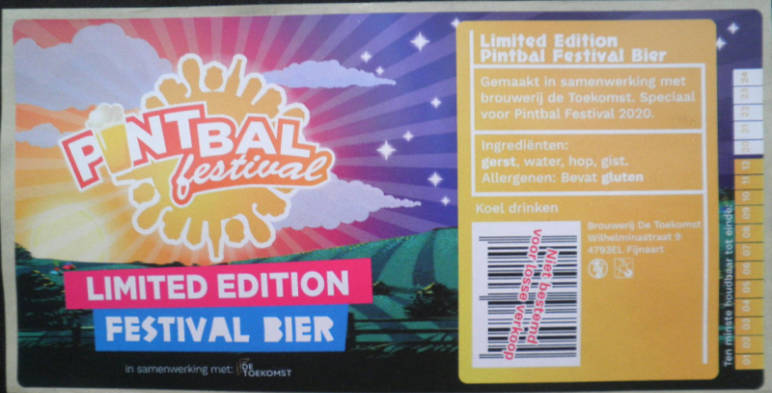 PINTBAL
festival
LIMITED EDITION
FESTIVAL BIER
in samenwerking met: DE TOEKOMST
Limited Edition
Pintbal Festival Bier
Gemaakt in samenwerking met
brouwerij de Toekomst. Speciaal
voor Pintbal Festival 2020.
Ingrediënten:
gerst, water, hop, gist.
Allergenen: Bevat gluten
Koel drinken
Niet bestemd
voor losse verkoop
Brouwerij De Toekomst
Wilhelminastraat 9
4793EL Fijnaart
Ten minste houdbaar tot einde: